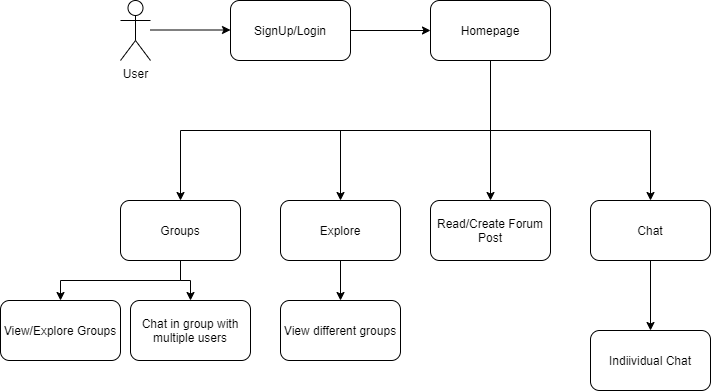 SignUp/Login
Homepage
User
Groups
Explore
Read/Create Forum
Post
Chat
View/Explore Groups
Chat in group with
multiple users
View different groups
Indiividual Chat